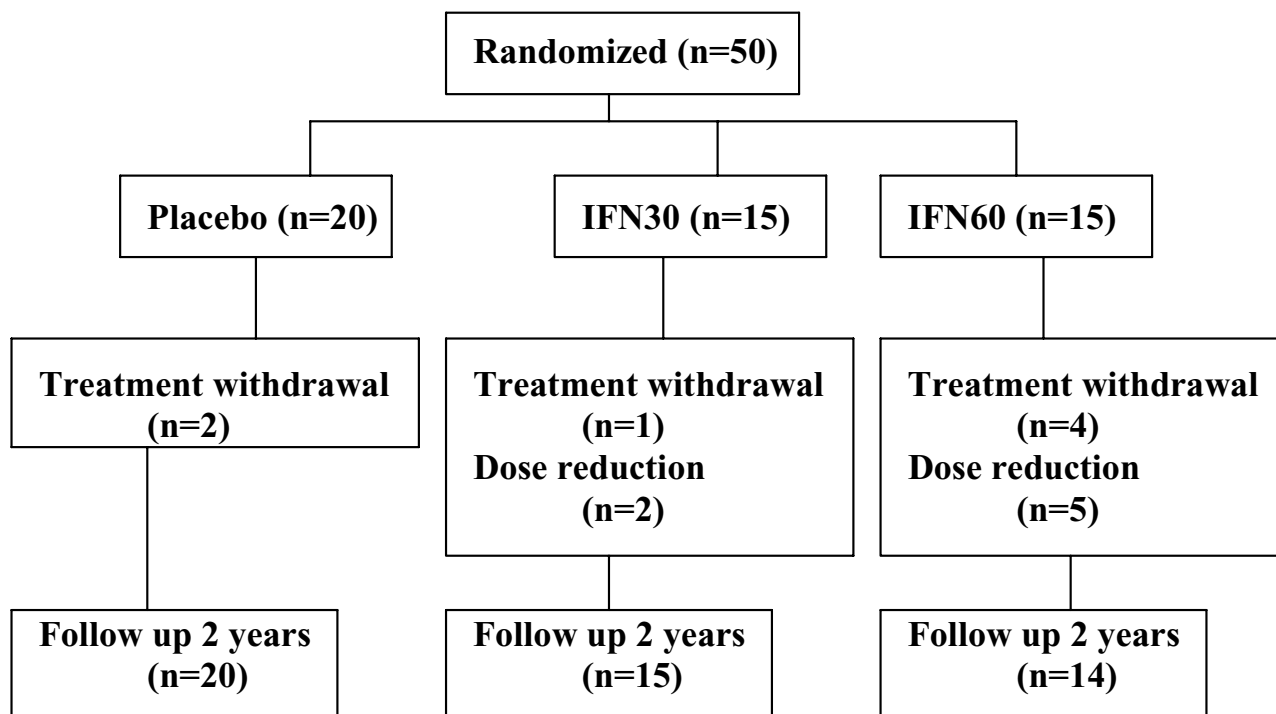 Randomized (n=50)
Placebo (n=20)
IFN30 (n=15)
IFN60 (n=15)
Treatment withdrawal
(n=2)
Treatment withdrawal
(n=1)
Dose reduction
(n=2)
Treatment withdrawal
(n=4)
Dose reduction
(n=5)
Follow up 2 years
(n=20)
Follow up 2 years
(n=15)
Follow up 2 years
(n=14)